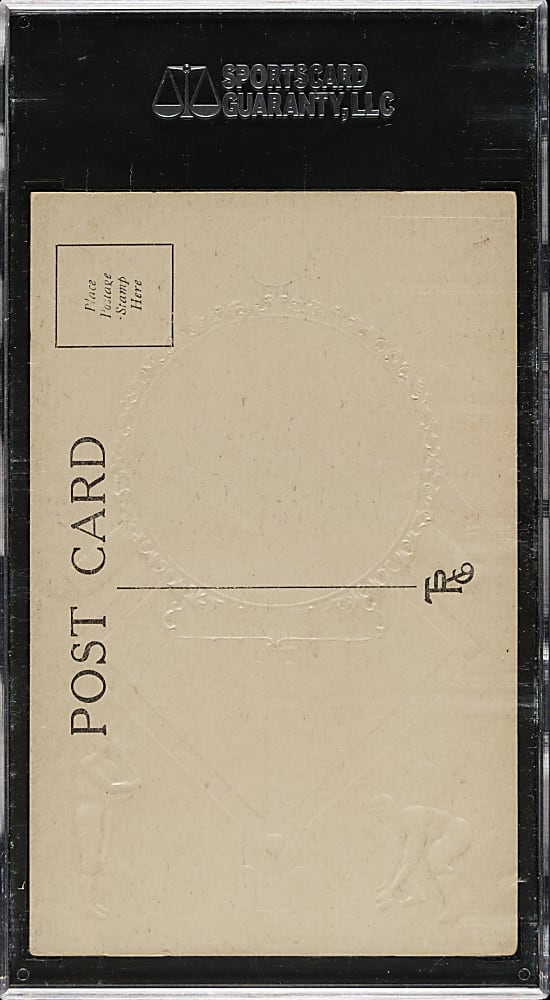 SPORTSCARD
GUARANTY, LLC
Place
Postage
Stamp
Here
POST CARD